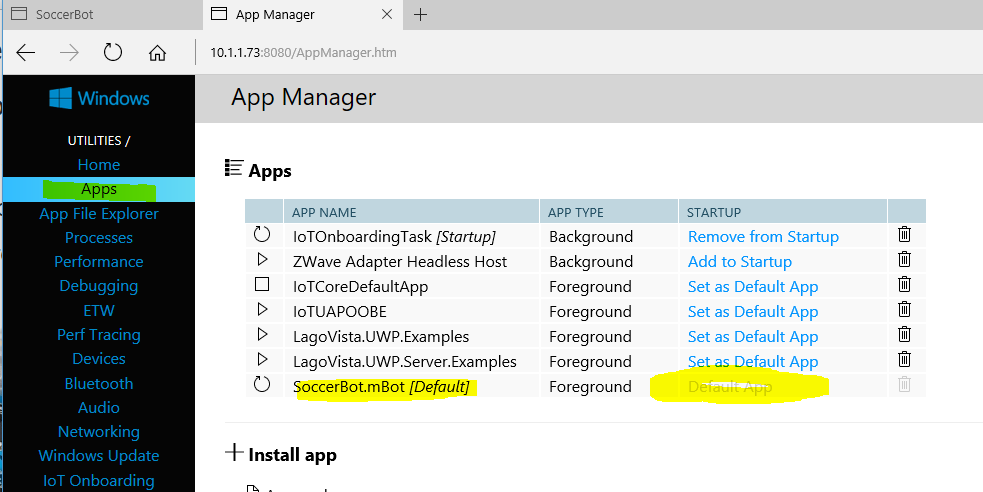 SoccerBot
App Manager
10.1.1.73:8080/AppManager.htm
Windows
UTILITIES /
Home
Apps
App File Explorer
Processes
Performance
Debugging
ETW
Perf Tracing
Devices
Bluetooth
Audio
Networking
Windows Update
IoT Onboarding
App Manager
Apps
APP NAME APP TYPE STARTUP
IoTOnboardingTask [Startup] Background Remove from Startup
ZWave Adapter Headless Host Background Add to Startup
IoTCoreDefaultApp Foreground Set as Default App
IoTUAPOOBE Foreground Set as Default App
LagoVista.UWP.Examples Foreground Set as Default App
LagoVista.UWP.Server.Examples Foreground Set as Default App
SoccerBot.mBot [Default] Foreground Default App
Install app